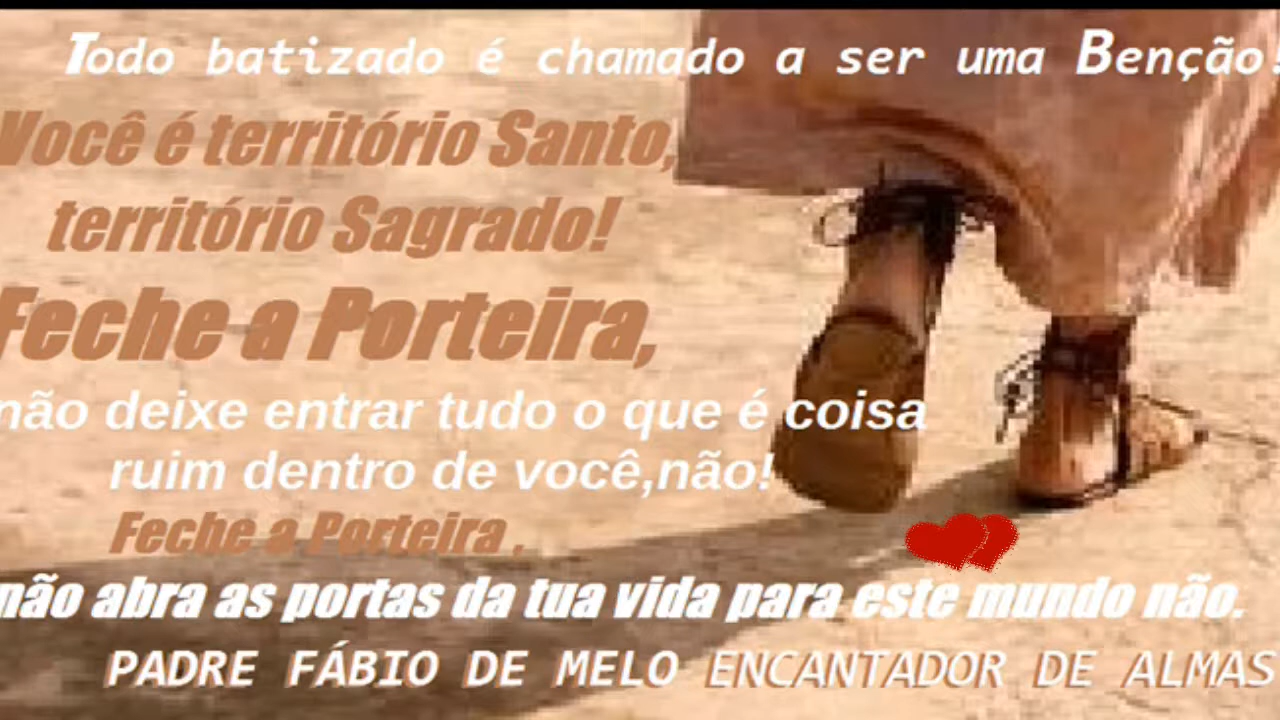 Todo batizado é chamado a ser uma Benção!
Você é território Santo,
território Sagrado!
Feche a Porteira,
não deixe entrar tudo o que é coisa
ruim dentro de você,não!
Feche a Porteira .
não abra as portas da tua vida para este mundo não.
PADRE FÁBIO DE MELO ENCANTADOR DE ALMAS